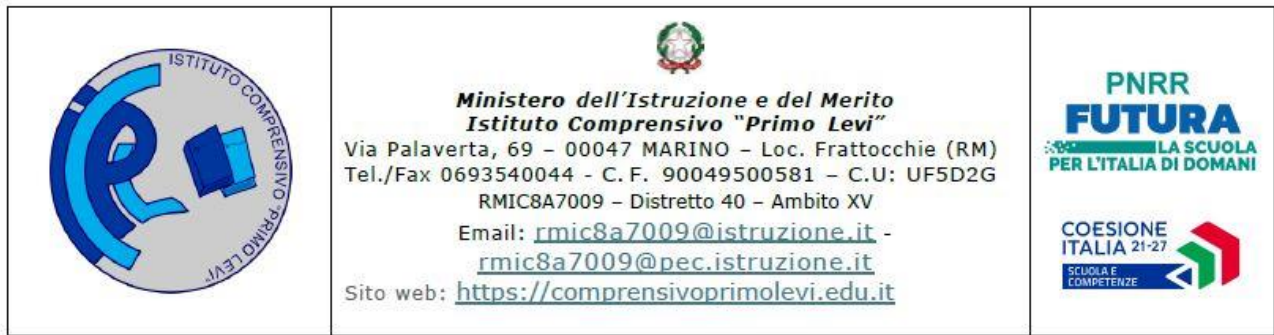 ISTITUTO COMPRENSIVO "PRIMO LEVI"
Ministero dell'Istruzione e del Merito
Istituto Comprensivo “Primo Levi”
Via Palaverta, 69 – 00047 MARINO – Loc. Frattocchie (RM)
Tel./Fax 0693540044 - C. F. 90049500581 – C.U: UF5D2G
RMIC8A7009 – Distretto 40 – Ambito XV
Email: rmic8a7009@istruzione.it -
rmic8a7009@pec.istruzione.it
Sito web: https://comprensivoprimolevi.edu.it
PNRR
FUTURA
LA SCUOLA
PER L'ITALIA DI DOMANI
COESIONE
ITALIA 21-27
SCUOLA E
COMPETENZE